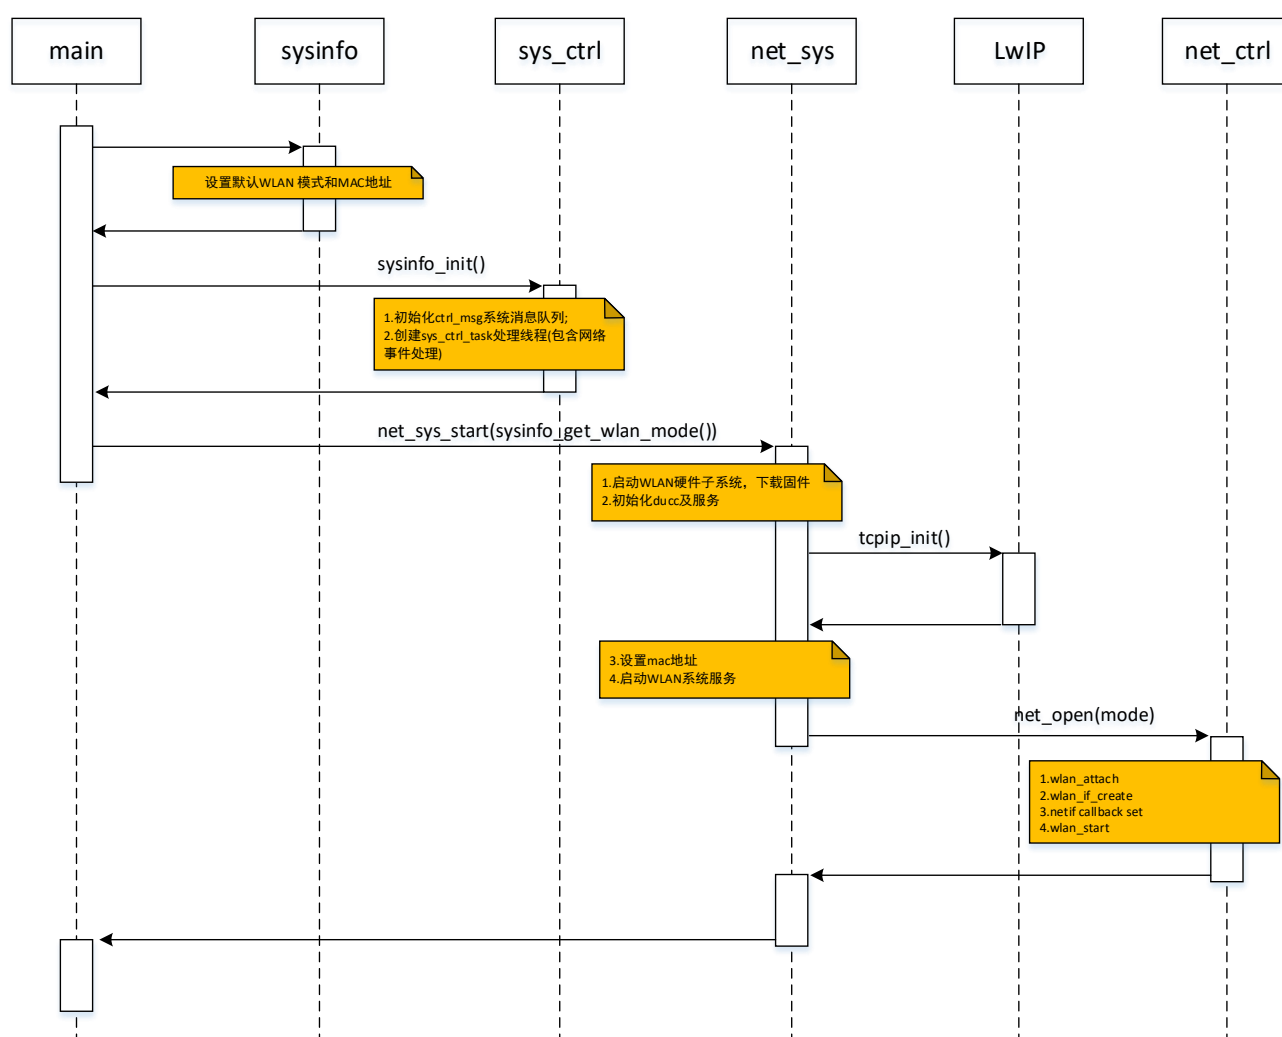 main
sysinfo
sys_ctrl
net_sys
LwIP
net_ctrl
设置默认WLAN 模式和MAC地址
sysinfo_init()
1.初始化ctrl_msg系统消息队列;
2.创建sys_ctrl_task处理线程(包含网络
事件处理)
net_sys_start(sysinfo_get_wlan_mode())
1.启动WLAN硬件子系统，下载固件
2.初始化ducc及服务
tcpip_init()
3.设置mac地址
4.启动WLAN系统服务
net_open(mode)
1.wlan_attach
2.wlan_if_create
3.netif callback set
4.wlan_start